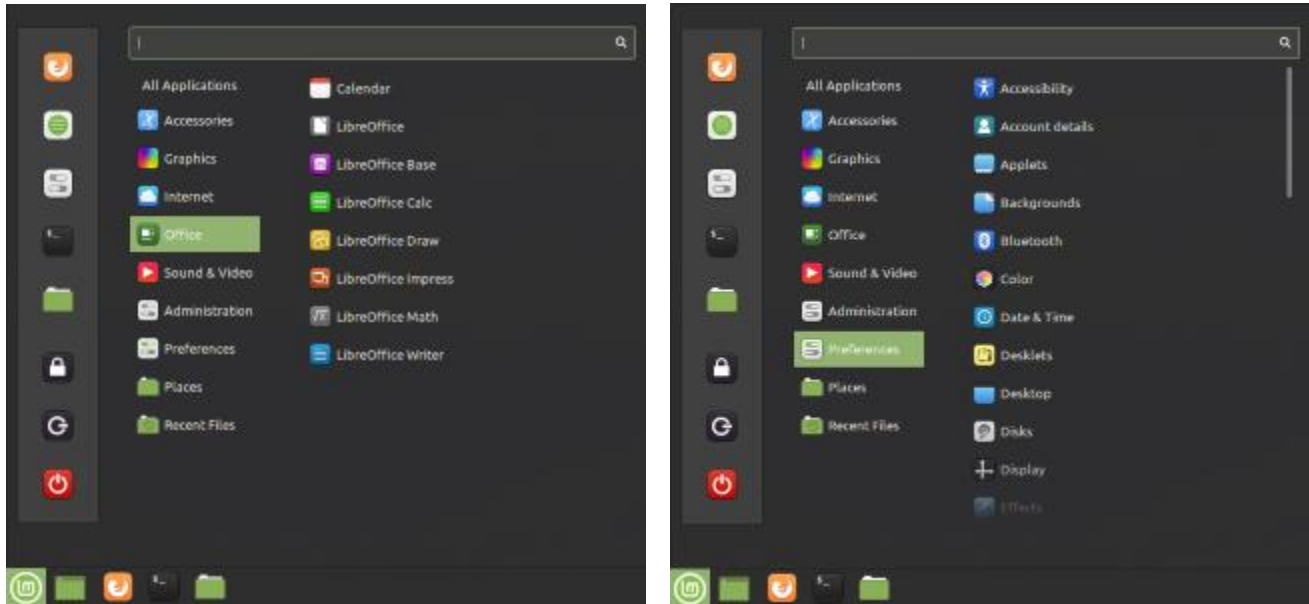 All Applications
Accessories
Graphics
Internet
Office
Sound & Video
Administration
Preferences
Places
Recent Files
Calendar
LibreOffice
LibreOffice Base
LibreOffice Calc
LibreOffice Draw
LibreOffice Impress
LibreOffice Math
LibreOffice Writer
All Applications
Accessories
Graphics
Internet
Office
Sound & Video
Administration
Preferences
Places
Recent Files
Accessibility
Account details
Applets
Backgrounds
Bluetooth
Color
Date & Time
Desklets
Desktop
Disks
Display
Effects